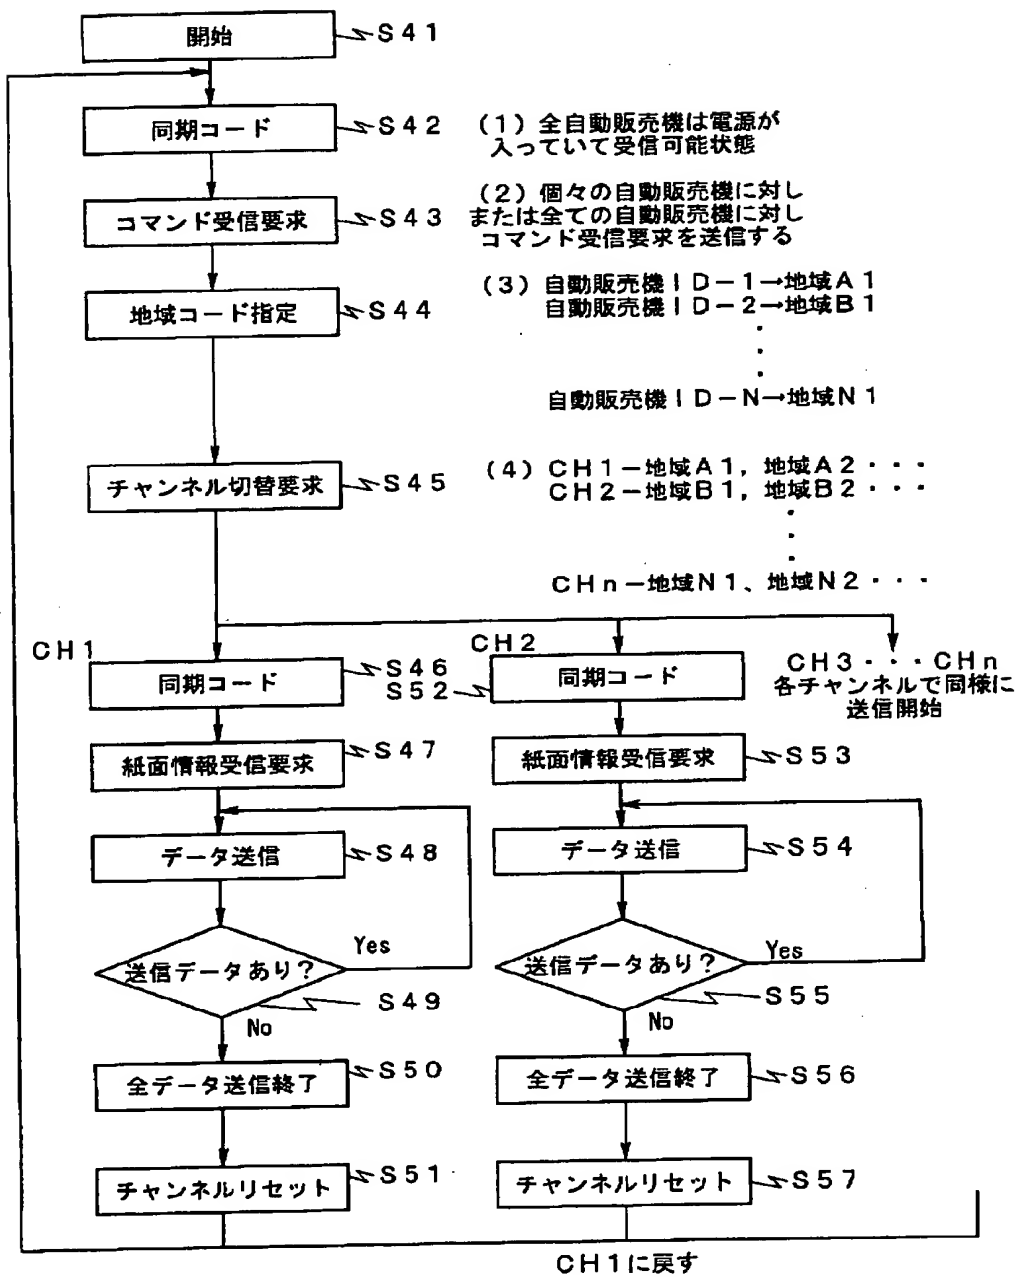 開始 S41
同期コード S42
(1)全自動販売機は電源が
入っていて受信可能状態
コマンド受信要求 S43
(2)個々の自動販売機に対し
または全ての自動販売機に対し
コマンド受信要求を送信する
地域コード指定 S44
(3)自動販売機ID-1→地域A1
自動販売機ID-2→地域B1
・
・
・
自動販売機ID-N→地域N1
チャンネル切替要求 S45
(4)CH1-地域A1,地域A2・・・
CH2-地域B1,地域B2・・・
・
・
・
CHn-地域N1、地域N2・・・
CH1
同期コード S46
紙面情報受信要求 S47
データ送信 S48
送信データあり? Yes
S49
No
全データ送信終了 S50
チャンネルリセット S51
CH2
S52 同期コード
紙面情報受信要求 S53
データ送信 S54
送信データあり? Yes
S55
No
全データ送信終了 S56
チャンネルリセット S57
CH3・・・CHn
各チャンネルで同様に
送信開始
CH1に戻す